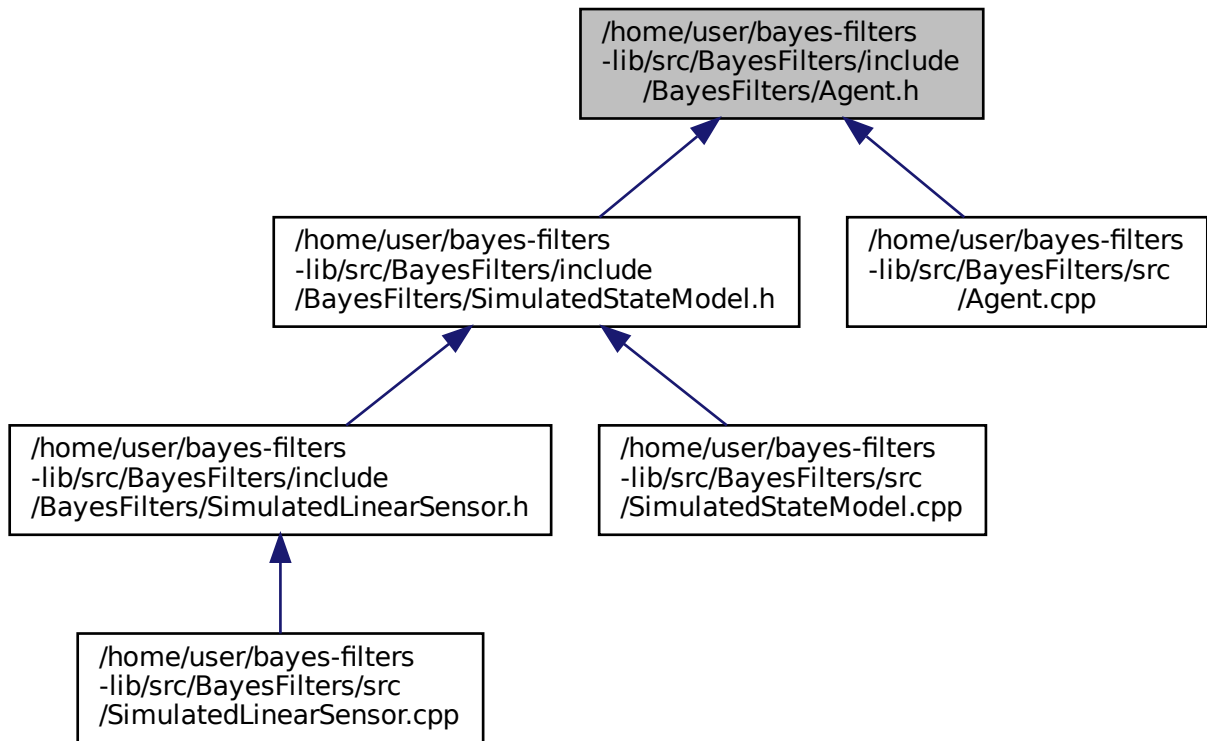 /home/user/bayes-filters
-lib/src/BayesFilters/include
/BayesFilters/Agent.h
/home/user/bayes-filters
-lib/src/BayesFilters/include
/BayesFilters/SimulatedStateModel.h
/home/user/bayes-filters
-lib/src/BayesFilters/src
/Agent.cpp
/home/user/bayes-filters
-lib/src/BayesFilters/include
/BayesFilters/SimulatedLinearSensor.h
/home/user/bayes-filters
-lib/src/BayesFilters/src
/SimulatedStateModel.cpp
/home/user/bayes-filters
-lib/src/BayesFilters/src
/SimulatedLinearSensor.cpp